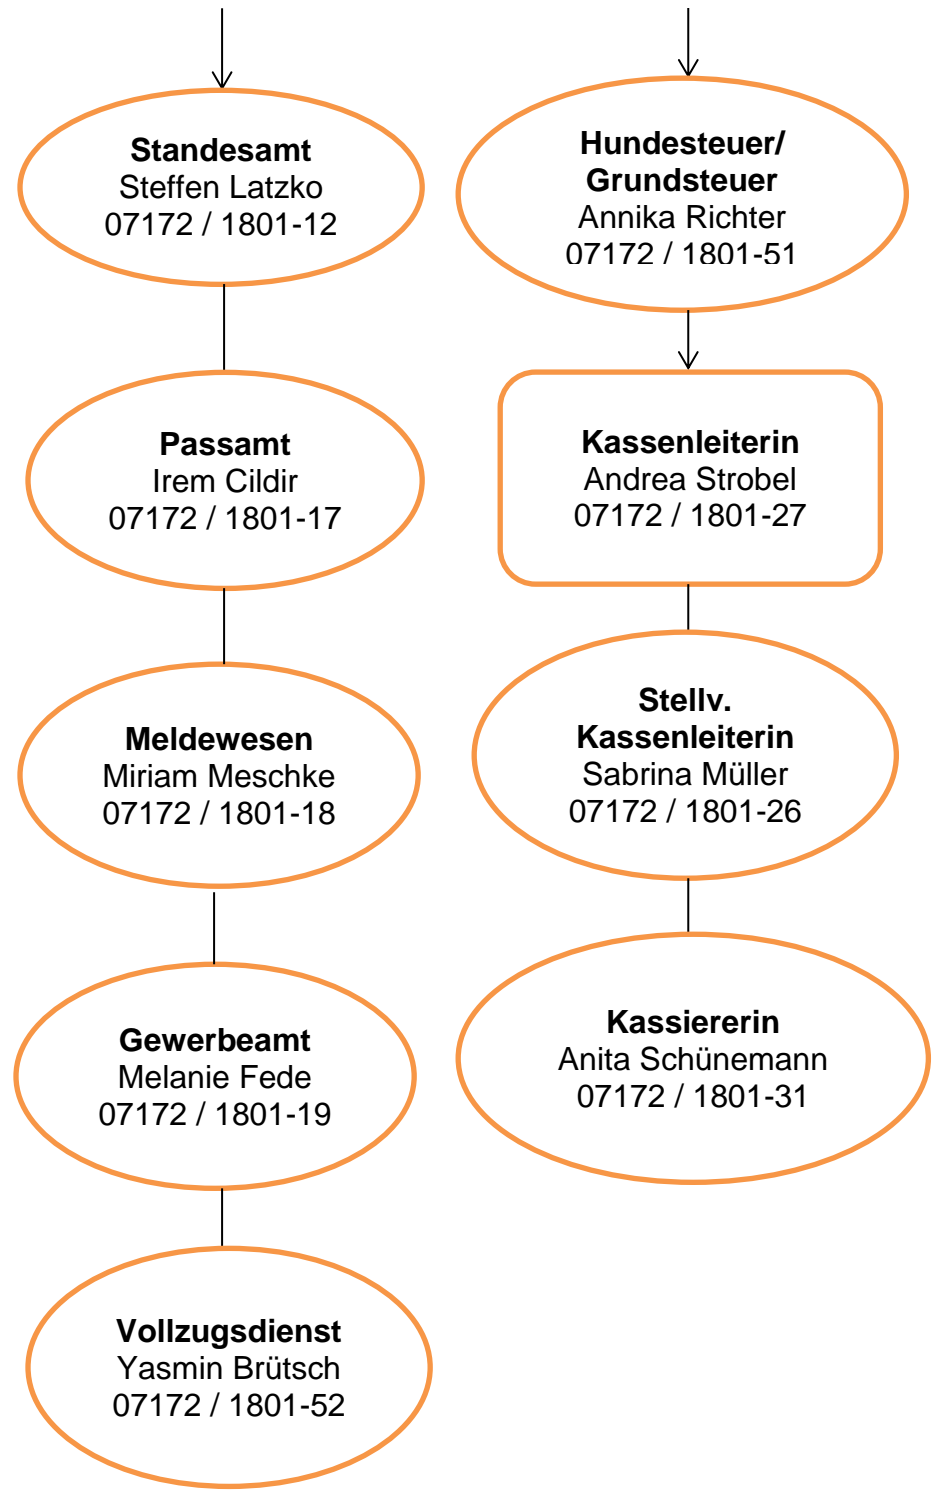 Standesamt
Steffen Latzko
07172 / 1801-12
Passamt
Irem Cildir
07172 / 1801-17
Meldewesen
Miriam Meschke
07172 / 1801-18
Gewerbeamt
Melanie Fede
07172 / 1801-19
Vollzugsdienst
Yasmin Brütsch
07172 / 1801-52
Hundesteuer/
Grundsteuer
Annika Richter
07172 / 1801-51
Kassenleiterin
Andrea Strobel
07172 / 1801-27
Stellv.
Kassenleiterin
Sabrina Müller
07172 / 1801-26
Kassiererin
Anita Schünemann
07172 / 1801-31